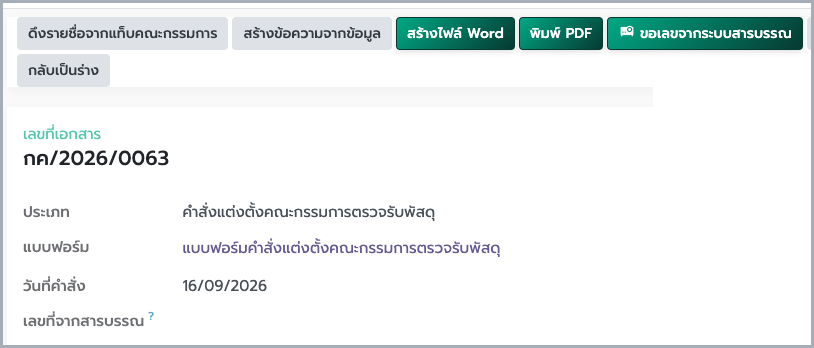 ดึงรายชื่อจากแท็บคณะกรรมการ สร้างข้อความจากข้อมูล สร้างไฟล์ Word พิมพ์ PDF ขอเลขจากระบบสารบรรณ
กลับเป็นร่าง
เลขที่เอกสาร
กค/2026/0063
ประเภท คำสั่งแต่งตั้งคณะกรรมการตรวจรับพัสดุ
แบบฟอร์ม แบบฟอร์มคำสั่งแต่งตั้งคณะกรรมการตรวจรับพัสดุ
วันที่คำสั่ง 16/09/2026
เลขที่จากสารบรรณ ?